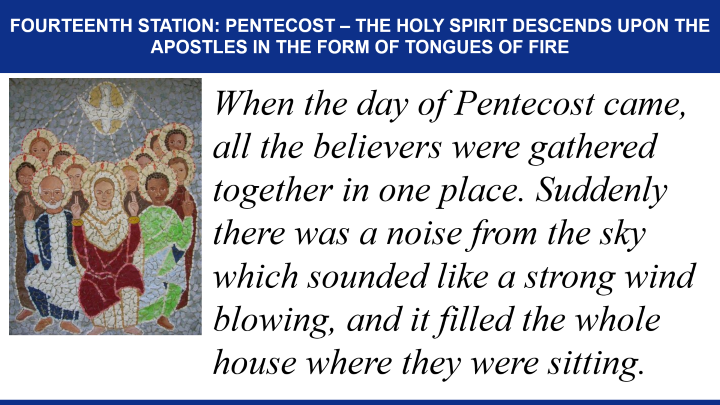 FOURTEENTH STATION: PENTECOST – THE HOLY SPIRIT DESCENDS UPON THE
APOSTLES IN THE FORM OF TONGUES OF FIRE
When the day of Pentecost came,
all the believers were gathered
together in one place. Suddenly
there was a noise from the sky
which sounded like a strong wind
blowing, and it filled the whole
house where they were sitting.